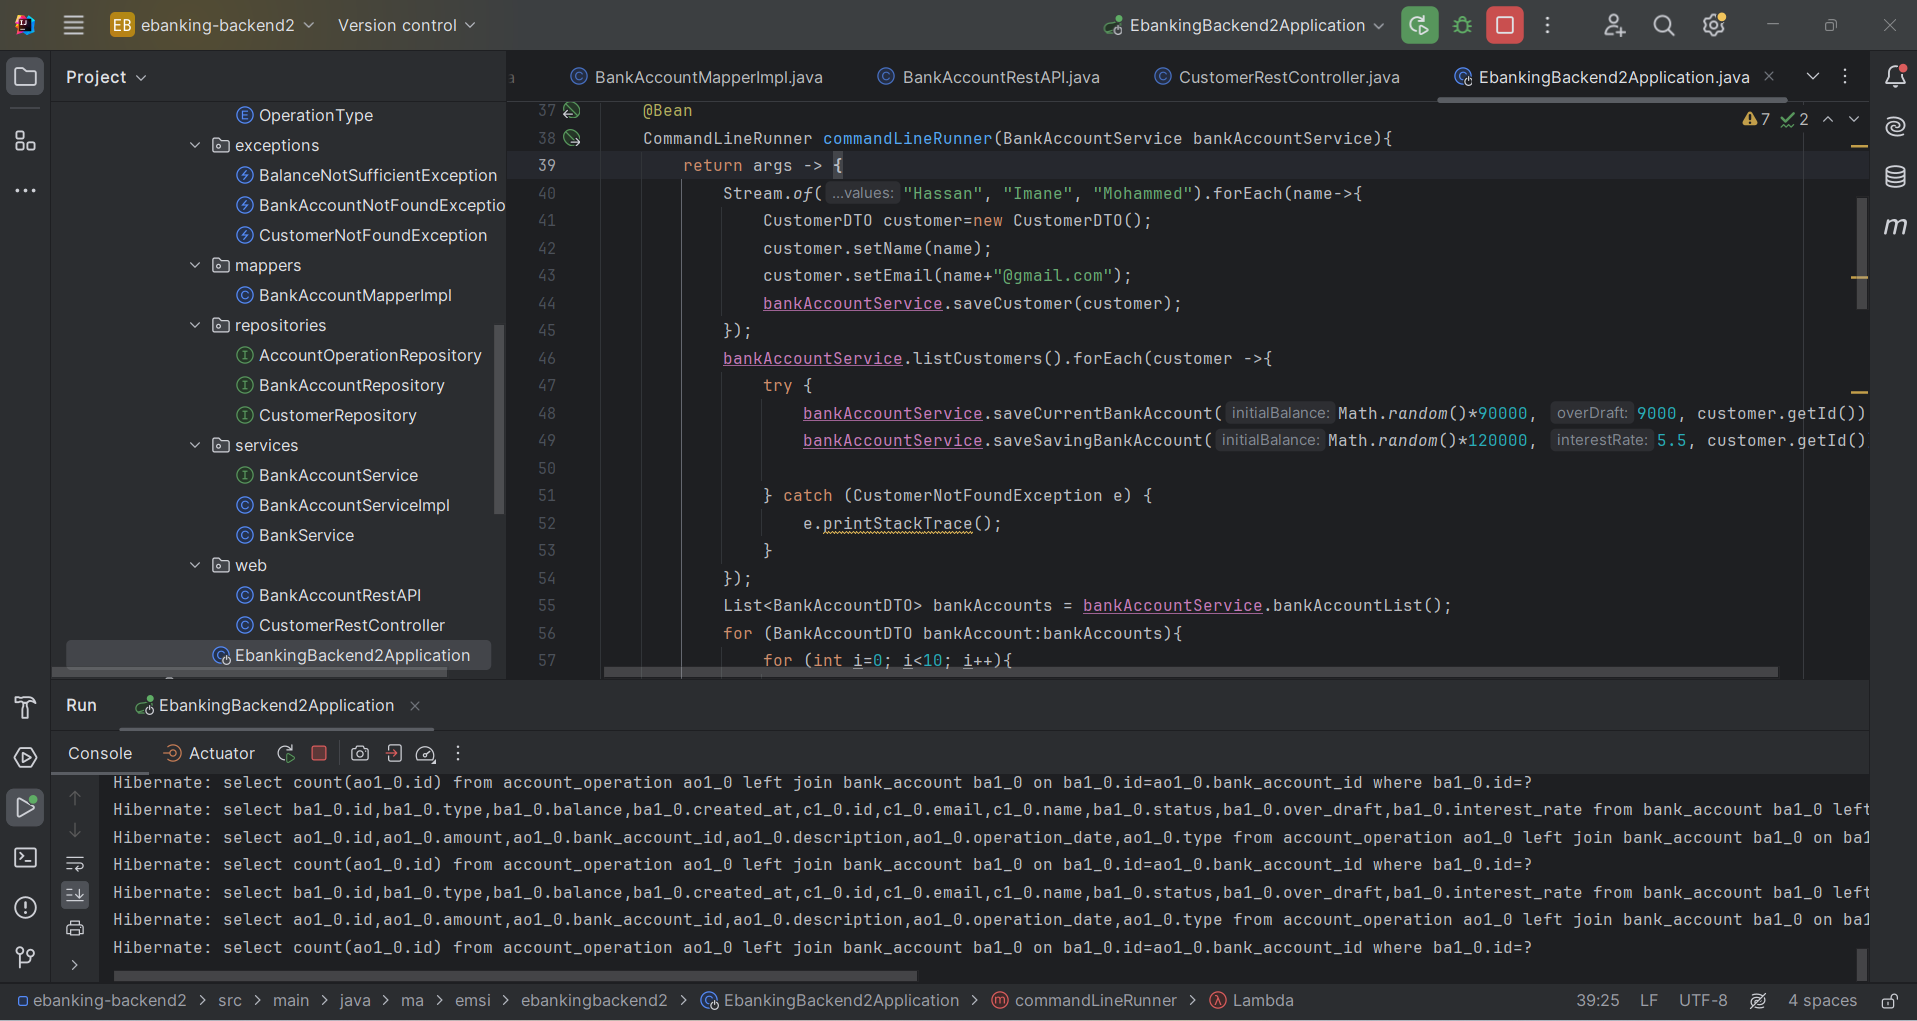 EB ebanking-backend2 Version control EbankingBackend2Application
Project
OperationType
exceptions
BalanceNotSufficientException
BankAccountNotFoundExceptio
CustomerNotFoundException
mappers
BankAccountMapperImpl
repositories
AccountOperationRepository
BankAccountRepository
CustomerRepository
services
BankAccountService
BankAccountServiceImpl
BankService
web
BankAccountRestAPI
CustomerRestController
EbankingBackend2Application
BankAccountMapperImpl.java BankAccountRestAPI.java CustomerRestController.java EbankingBackend2Application.java
7 2
37 @Bean
38 CommandLineRunner commandLineRunner(BankAccountService bankAccountService){
39 return args -> {
40 Stream.of( ...values: "Hassan", "Imane", "Mohammed").forEach(name->{
41 CustomerDTO customer=new CustomerDTO();
42 customer.setName(name);
43 customer.setEmail(name+"@gmail.com");
44 bankAccountService.saveCustomer(customer);
45 });
46 bankAccountService.listCustomers().forEach(customer ->{
47 try {
48 bankAccountService.saveCurrentBankAccount( initialBalance: Math.random()*90000, overDraft: 9000, customer.getId())
49 bankAccountService.saveSavingBankAccount( initialBalance: Math.random()*120000, interestRate: 5.5, customer.getId()
50
51 } catch (CustomerNotFoundException e) {
52 e.printStackTrace();
53 }
54 });
55 List<BankAccountDTO> bankAccounts = bankAccountService.bankAccountList();
56 for (BankAccountDTO bankAccount:bankAccounts){
57 for (int i=0; i<10; i++){
Run EbankingBackend2Application
Console Actuator
Hibernate: select count(ao1_0.id) from account_operation ao1_0 left join bank_account ba1_0 on ba1_0.id=ao1_0.bank_account_id where ba1_0.id=?
Hibernate: select ba1_0.id,ba1_0.type,ba1_0.balance,ba1_0.created_at,c1_0.id,c1_0.email,c1_0.name,ba1_0.status,ba1_0.over_draft,ba1_0.interest_rate from bank_account ba1_0 left
Hibernate: select ao1_0.id,ao1_0.amount,ao1_0.bank_account_id,ao1_0.description,ao1_0.operation_date,ao1_0.type from account_operation ao1_0 left join bank_account ba1_0 on ba1
Hibernate: select count(ao1_0.id) from account_operation ao1_0 left join bank_account ba1_0 on ba1_0.id=ao1_0.bank_account_id where ba1_0.id=?
Hibernate: select ba1_0.id,ba1_0.type,ba1_0.balance,ba1_0.created_at,c1_0.id,c1_0.email,c1_0.name,ba1_0.status,ba1_0.over_draft,ba1_0.interest_rate from bank_account ba1_0 left
Hibernate: select ao1_0.id,ao1_0.amount,ao1_0.bank_account_id,ao1_0.description,ao1_0.operation_date,ao1_0.type from account_operation ao1_0 left join bank_account ba1_0 on ba1
Hibernate: select count(ao1_0.id) from account_operation ao1_0 left join bank_account ba1_0 on ba1_0.id=ao1_0.bank_account_id where ba1_0.id=?
ebanking-backend2 > src > main > java > ma > emsi > ebankingbackend2 > EbankingBackend2Application > commandLineRunner > Lambda 39:25 LF UTF-8 4 spaces